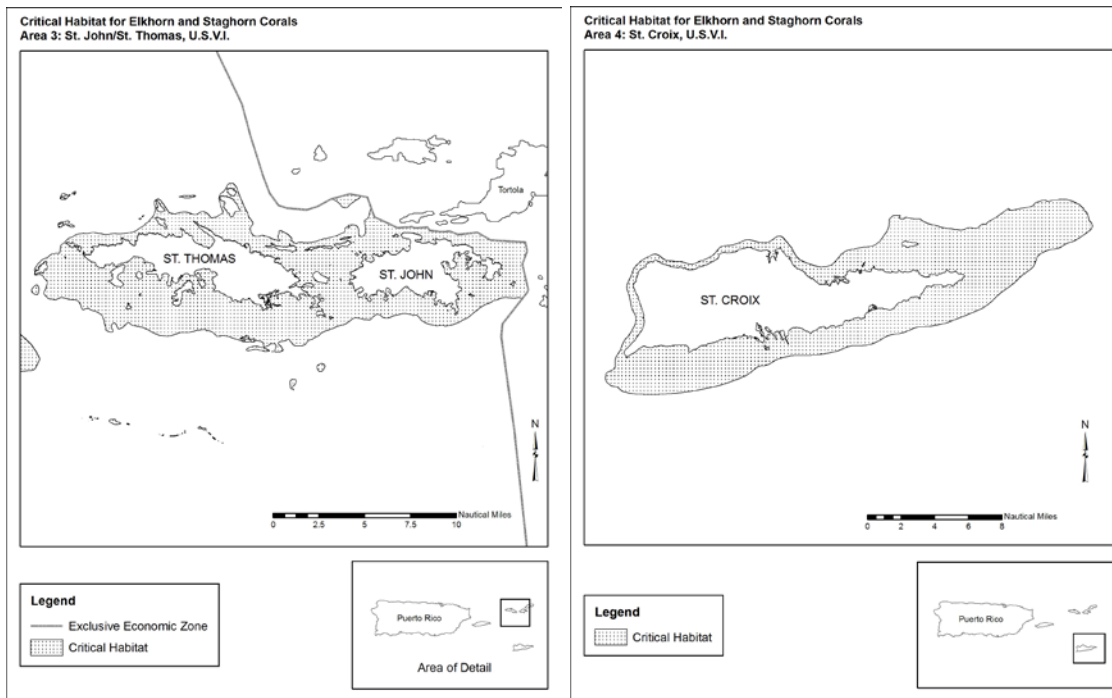 Critical Habitat for Elkhorn and Staghorn Corals
Area 3: St. John/St. Thomas, U.S.V.I.
Tortola
ST. THOMAS
ST. JOHN
N
Nautical Miles
0 2.5 5 7.5 10
Legend
Exclusive Economic Zone
Critical Habitat
Puerto Rico
Area of Detail
Critical Habitat for Elkhorn and Staghorn Corals
Area 4: St. Croix, U.S.V.I.
ST. CROIX
N
Nautical Miles
0 2 4 6 8
Legend
Critical Habitat
Puerto Rico